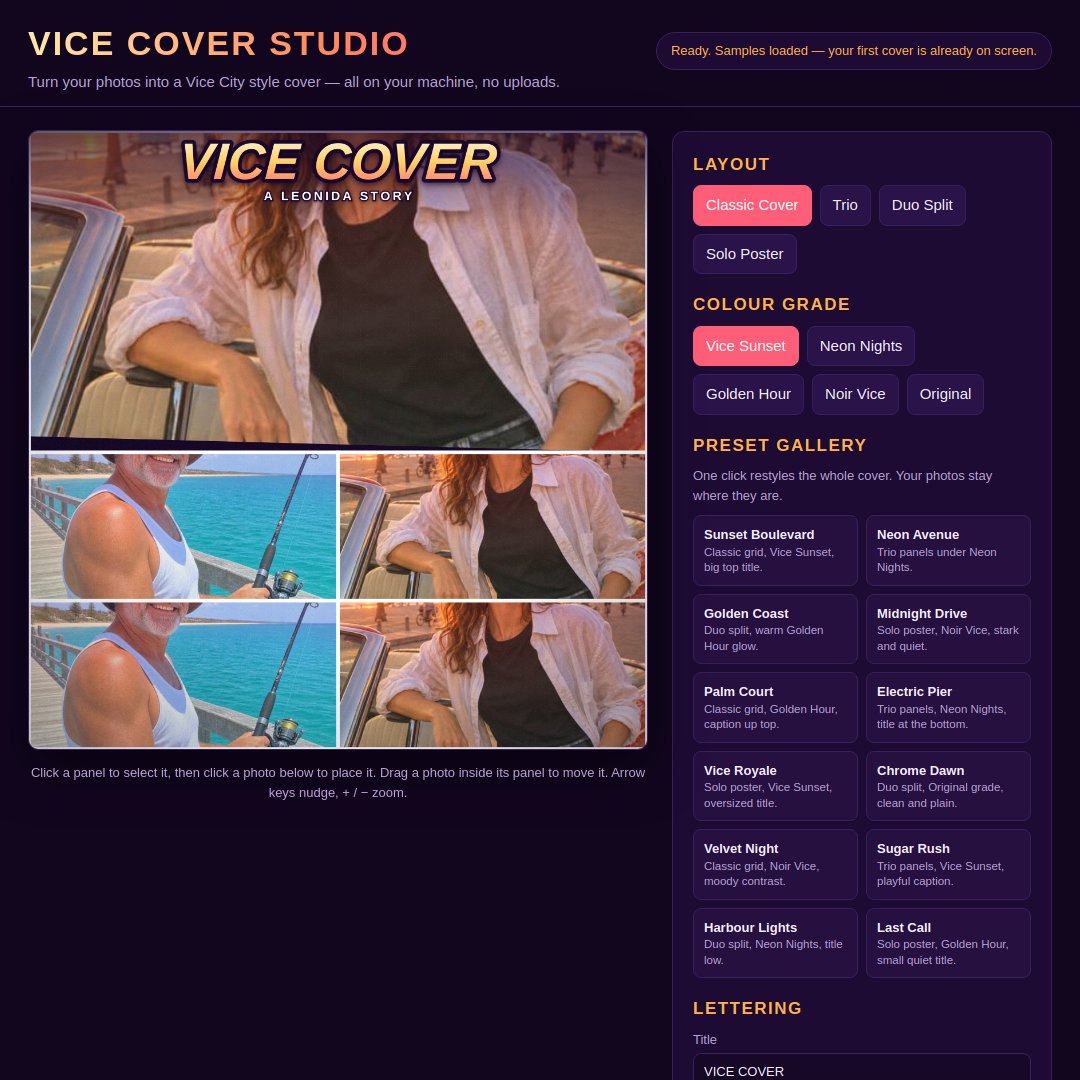 VICE COVER STUDIO
Turn your photos into a Vice City style cover — all on your machine, no uploads.
Ready. Samples loaded — your first cover is already on screen.
VICE COVER
A LEONIDA STORY
Click a panel to select it, then click a photo below to place it. Drag a photo inside its panel to move it. Arrow
keys nudge, + / − zoom.
LAYOUT
Classic Cover
Trio
Duo Split
Solo Poster
COLOUR GRADE
Vice Sunset
Neon Nights
Golden Hour
Noir Vice
Original
PRESET GALLERY
One click restyles the whole cover. Your photos stay
where they are.
Sunset Boulevard
Classic grid, Vice Sunset,
big top title.
Neon Avenue
Trio panels under Neon
Nights.
Golden Coast
Duo split, warm Golden
Hour glow.
Midnight Drive
Solo poster, Noir Vice, stark
and quiet.
Palm Court
Classic grid, Golden Hour,
caption up top.
Electric Pier
Trio panels, Neon Nights,
title at the bottom.
Vice Royale
Solo poster, Vice Sunset,
oversized title.
Chrome Dawn
Duo split, Original grade,
clean and plain.
Velvet Night
Classic grid, Noir Vice,
moody contrast.
Sugar Rush
Trio panels, Vice Sunset,
playful caption.
Harbour Lights
Duo split, Neon Nights, title
low.
Last Call
Solo poster, Golden Hour,
small quiet title.
LETTERING
Title
VICE COVER